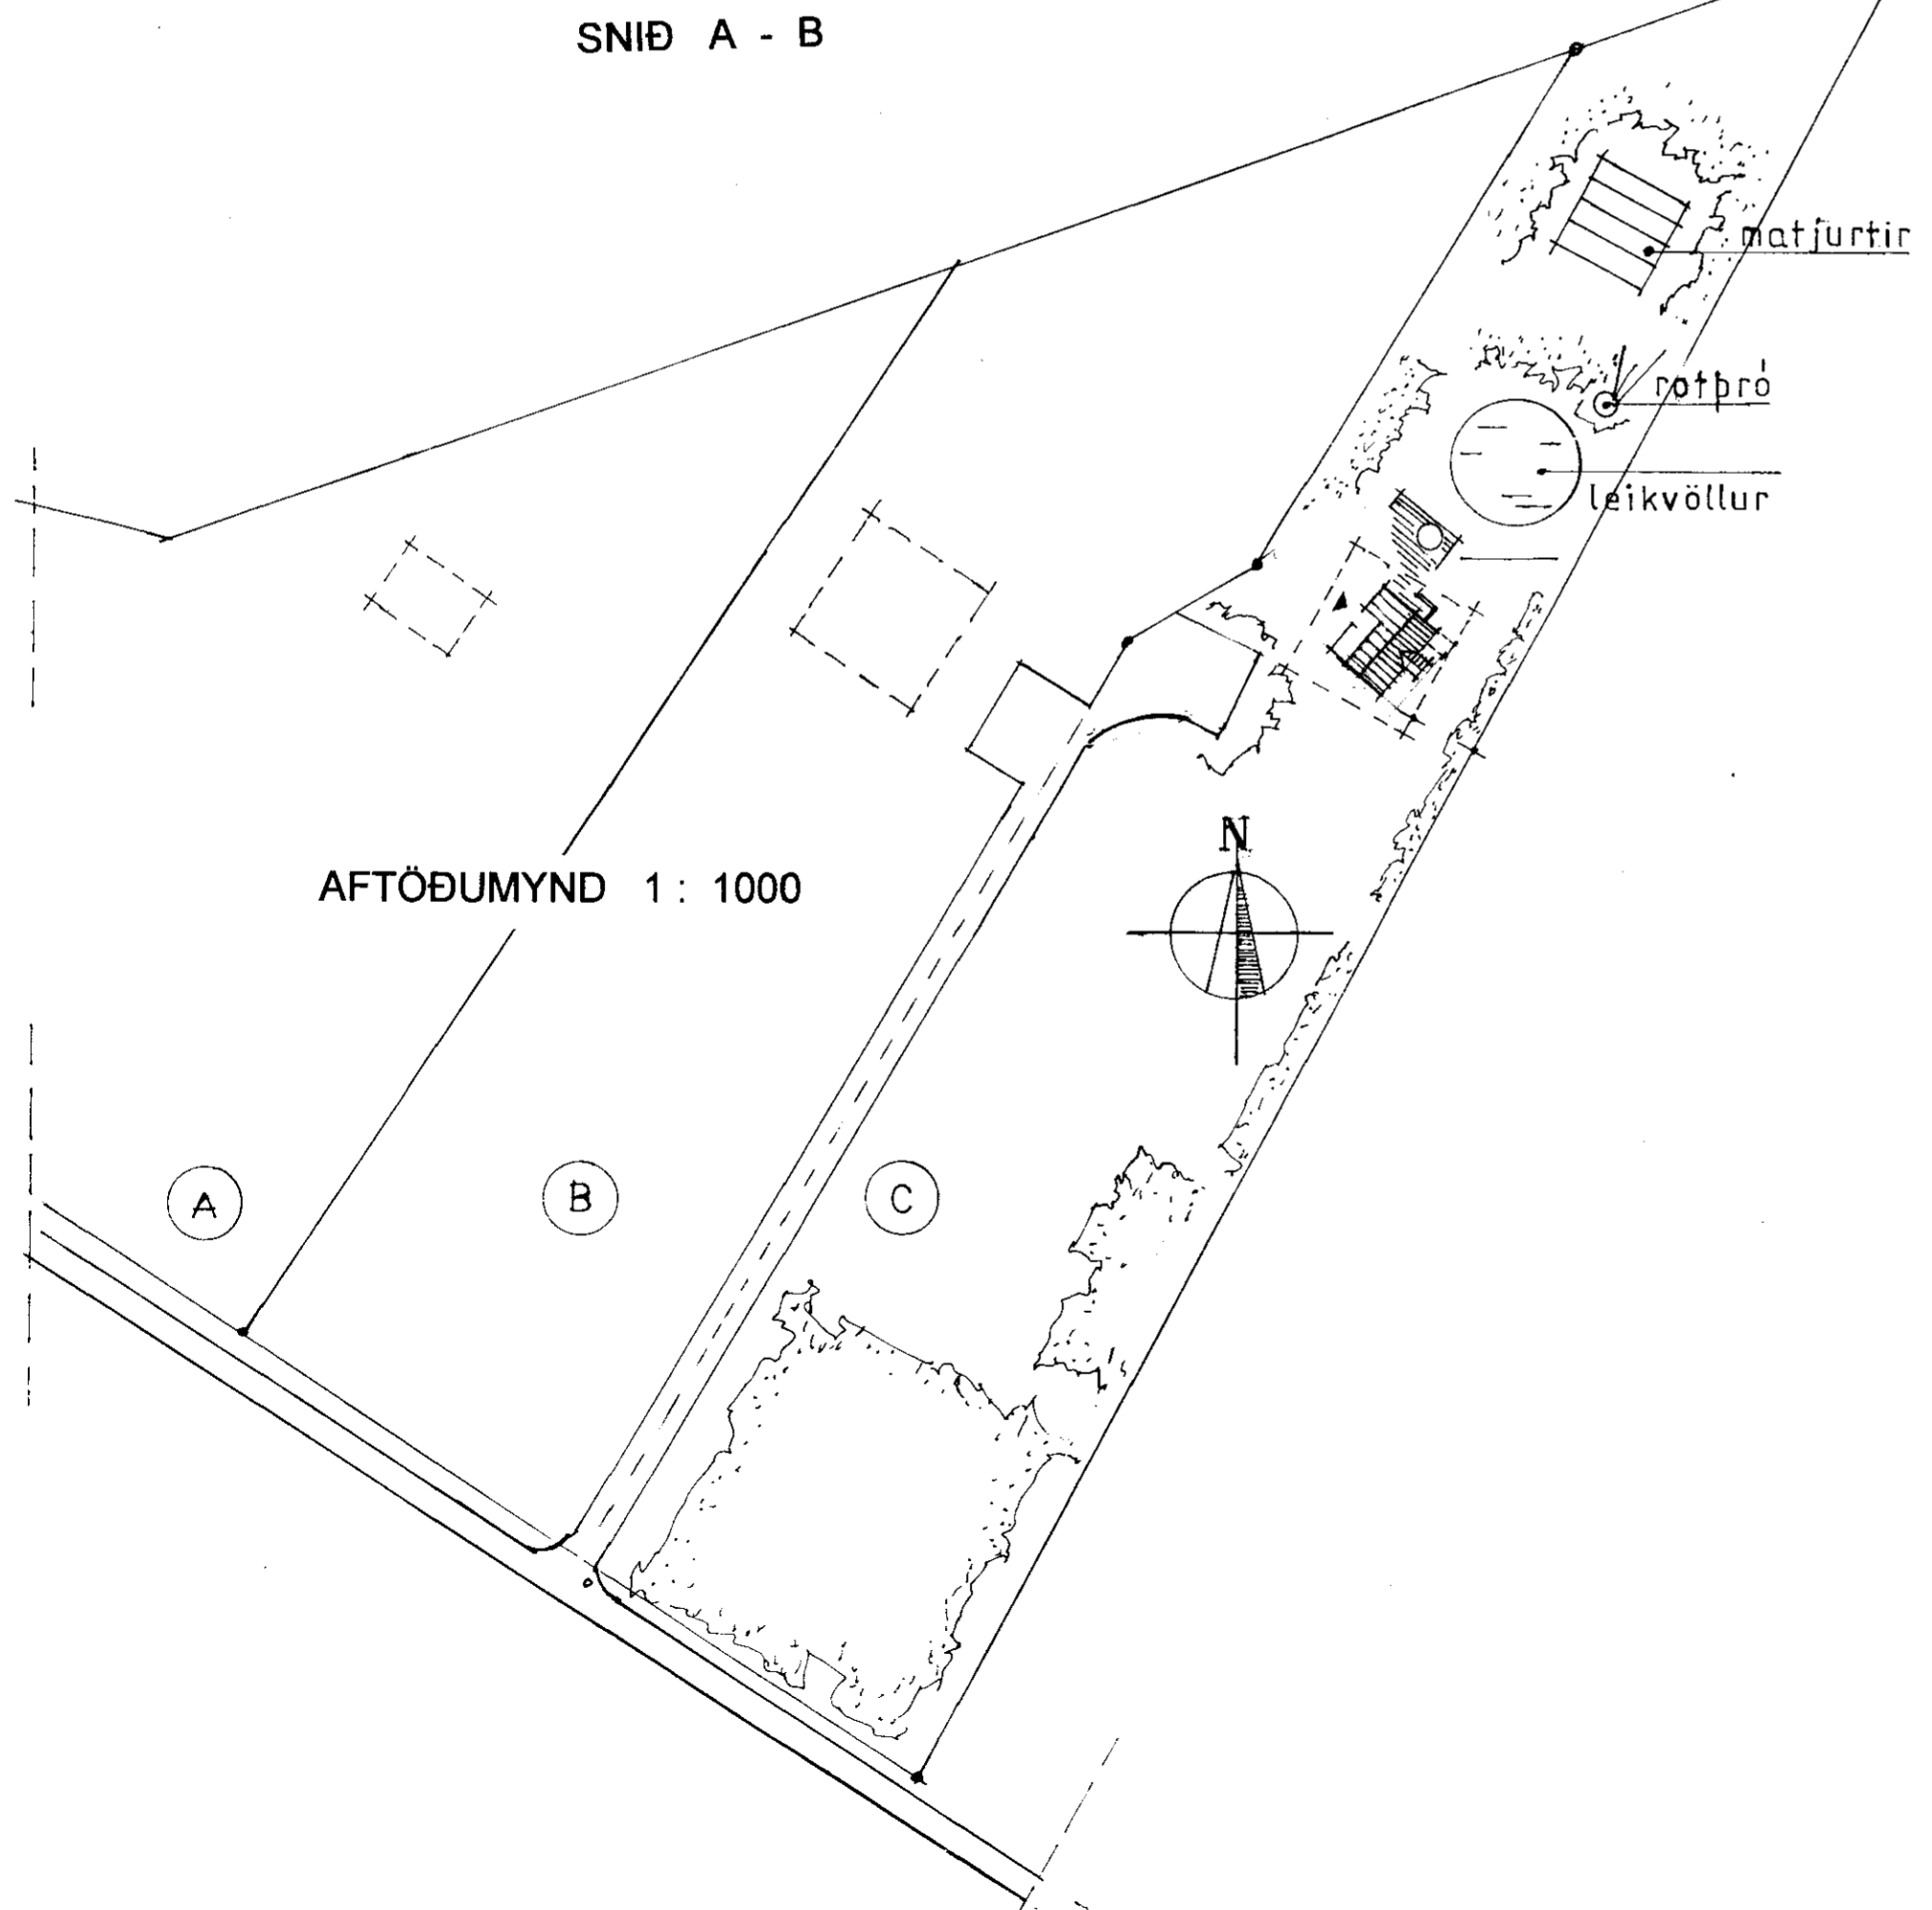 SNIÐ A - B
matjurtir
rotþró
leikvöllur
N
AFTÖÐUMYND 1 : 1000
A
B
C